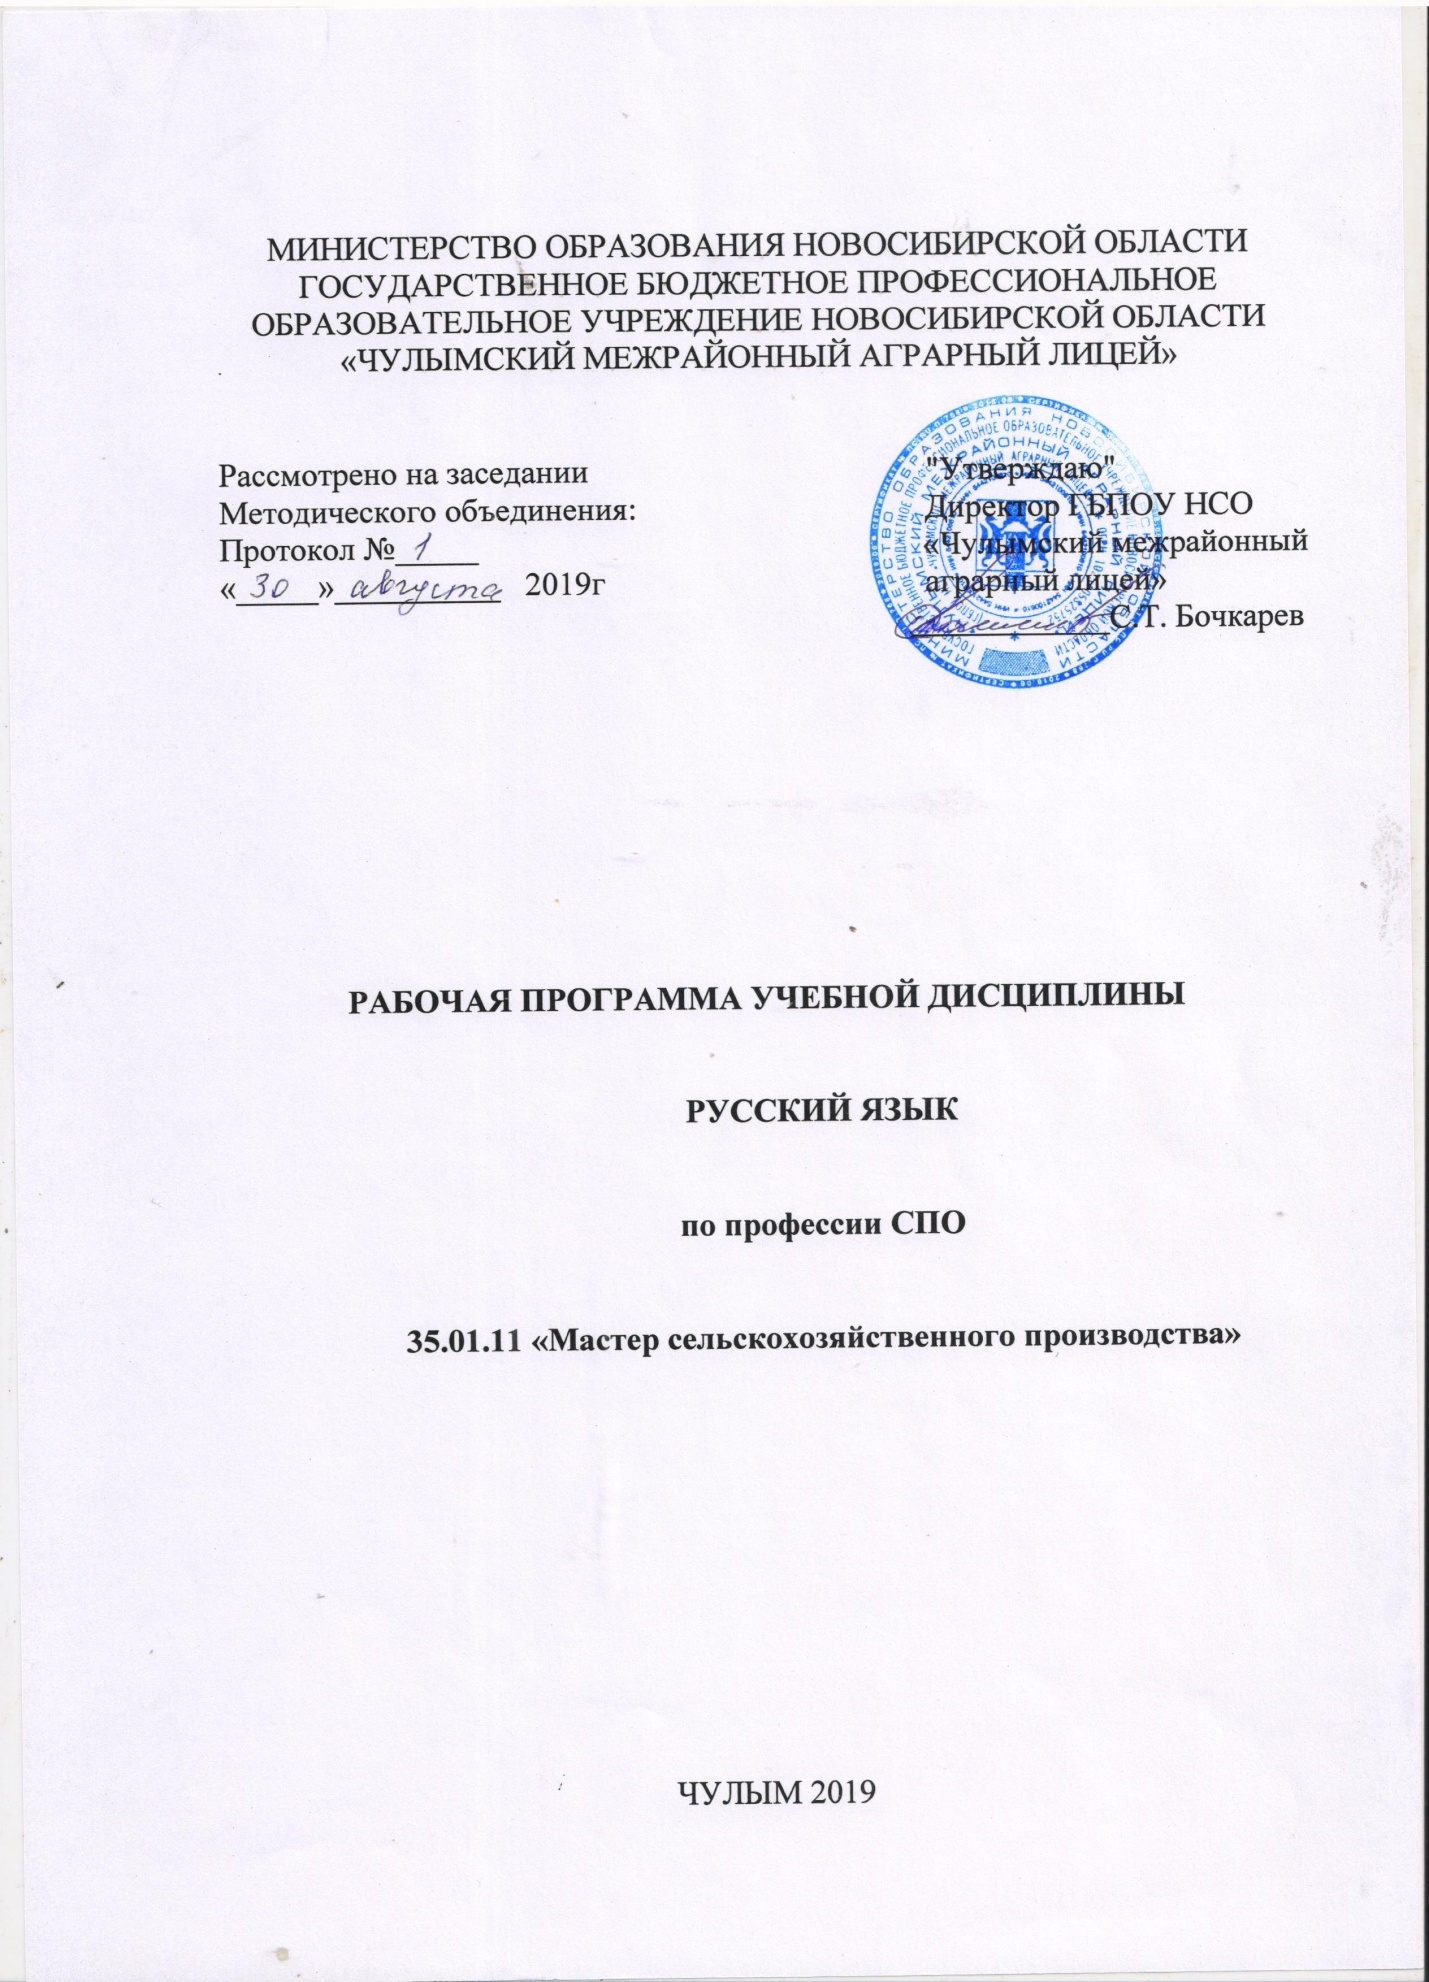 МИНИСТЕРСТВО ОБРАЗОВАНИЯ НОВОСИБИРСКОЙ ОБЛАСТИ
ГОСУДАРСТВЕННОЕ БЮДЖЕТНОЕ ПРОФЕССИОНАЛЬНОЕ
ОБРАЗОВАТЕЛЬНОЕ УЧРЕЖДЕНИЕ НОВОСИБИРСКОЙ ОБЛАСТИ
«ЧУЛЫМСКИЙ МЕЖРАЙОННЫЙ АГРАРНЫЙ ЛИЦЕЙ»
Рассмотрено на заседании
Методического объединения:
Протокол № 1
« 30 » августа 2019г
"Утверждаю"
Директор ГБПОУ НСО
«Чулымский межрайонный
аграрный лицей»
С.Т. Бочкарев
РАБОЧАЯ ПРОГРАММА УЧЕБНОЙ ДИСЦИПЛИНЫ
РУССКИЙ ЯЗЫК
по профессии СПО
35.01.11 «Мастер сельскохозяйственного производства»
ЧУЛЫМ 2019